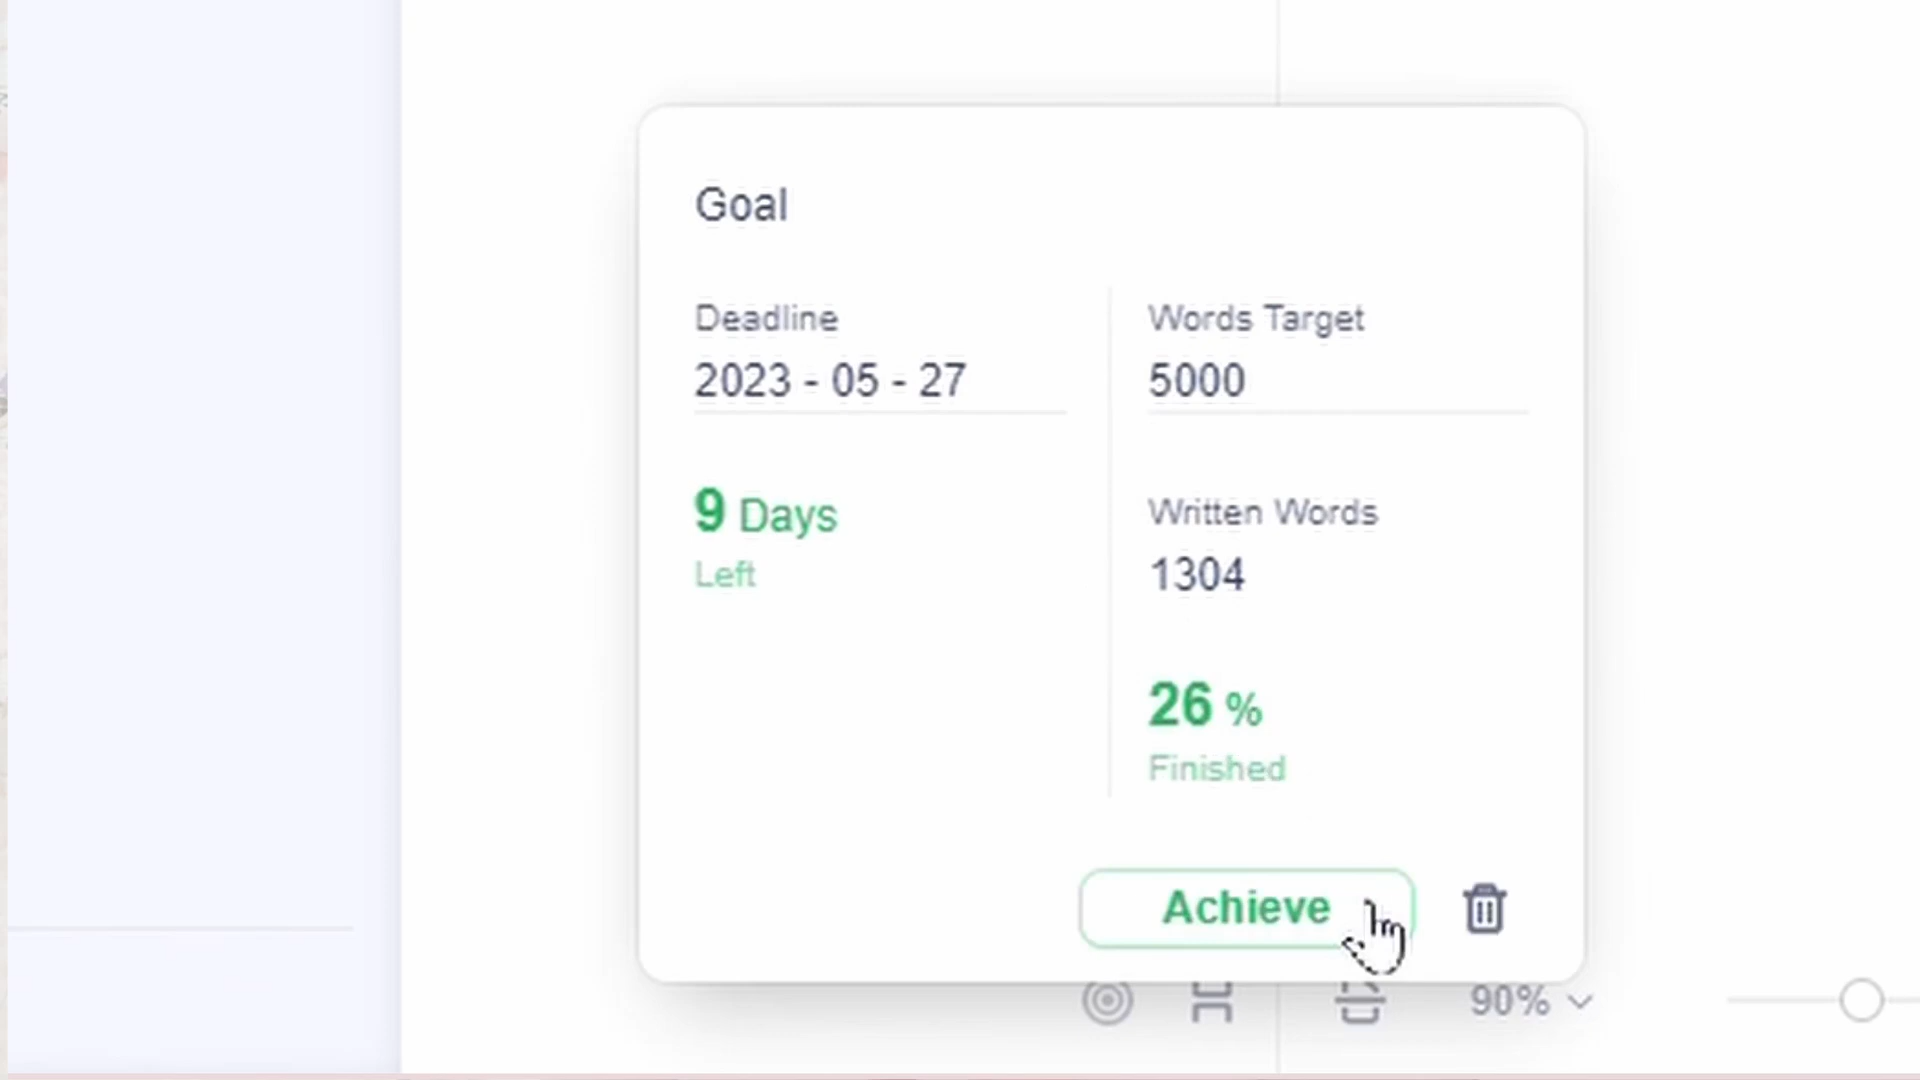 Goal
Deadline
2023 - 05 - 27
9 Days
Left
Words Target
5000
Written Words
1304
26 %
Finished
Achieve
90%